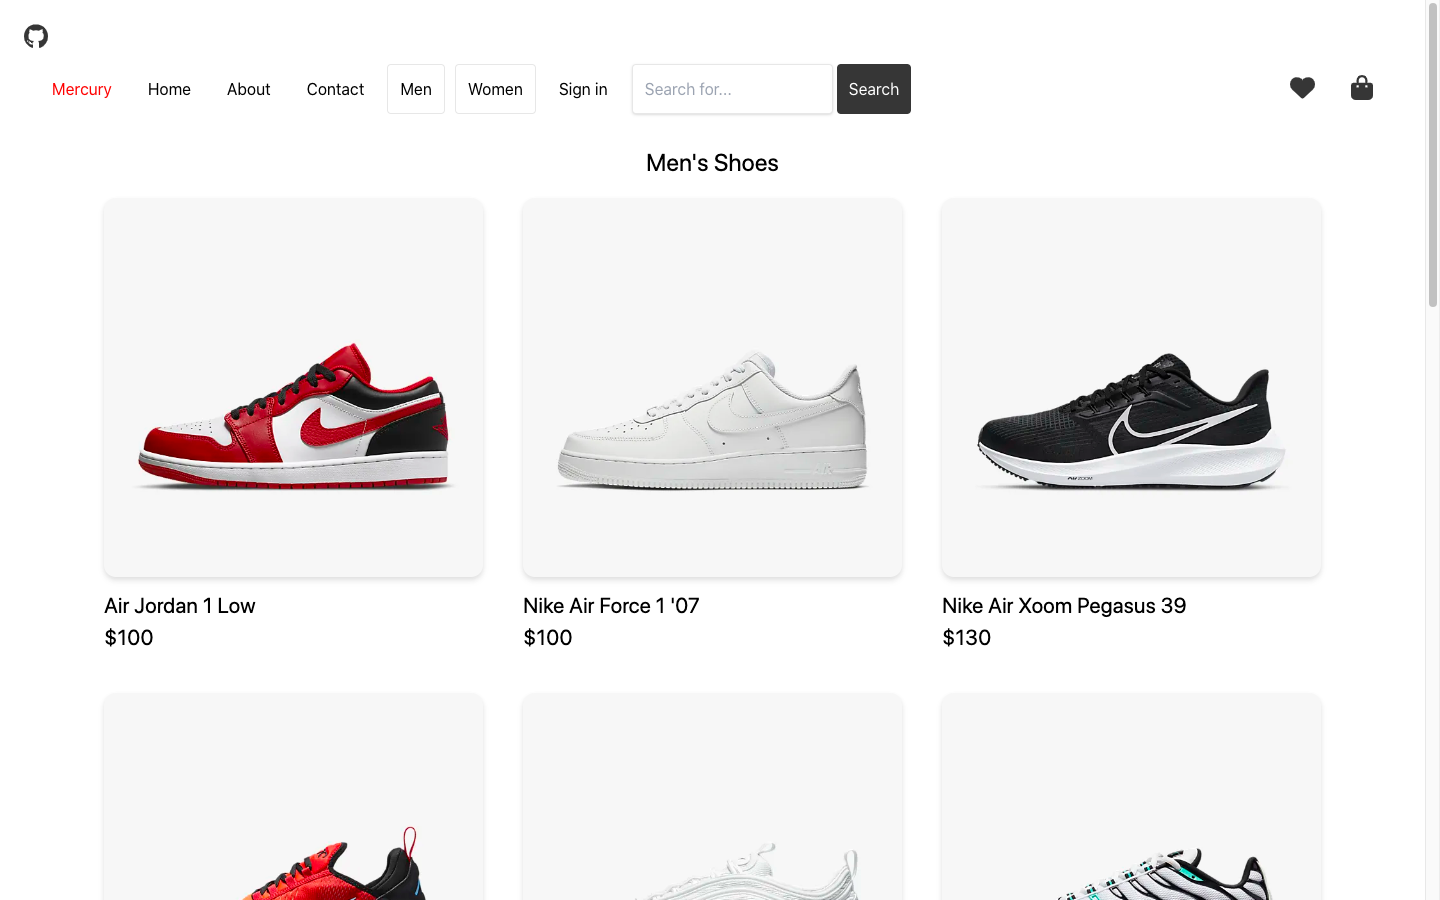 Mercury
Home
About
Contact
Men
Women
Sign in
Search for...
Search
Men's Shoes
Air Jordan 1 Low
$100
Nike Air Force 1 '07
$100
Nike Air Xoom Pegasus 39
$130